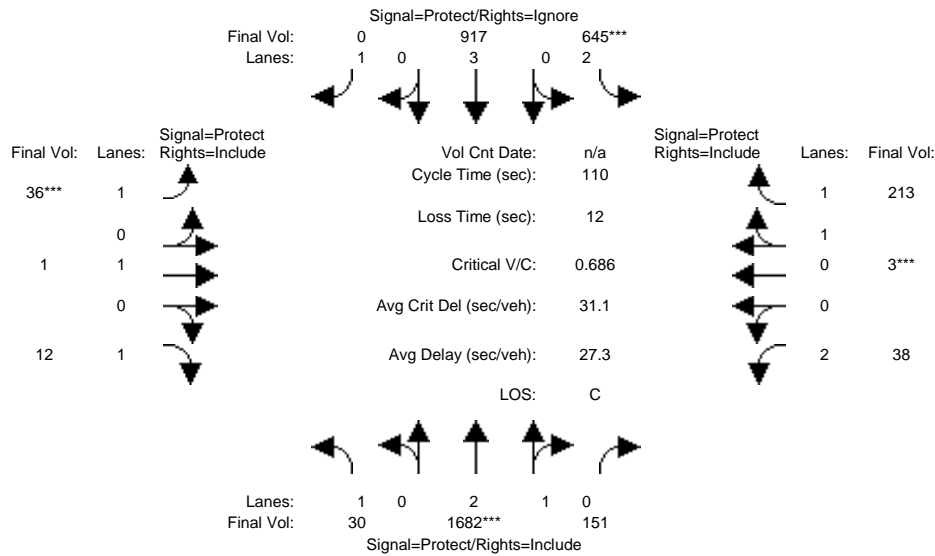 Signal=Protect/Rights=Ignore
Final Vol: 0 917 645***
Lanes: 1 0 3 0 2
Signal=Protect Signal=Protect
Final Vol: Lanes: Rights=Include Vol Cnt Date: n/a Rights=Include Lanes: Final Vol:
Cycle Time (sec): 110
36*** 1 1 213
Loss Time (sec): 12
0 1
1 1 Critical V/C: 0.686 0 3***
0 Avg Crit Del (sec/veh): 31.1 0
12 1 Avg Delay (sec/veh): 27.3 2 38
LOS: C
Lanes: 1 0 2 1 0
Final Vol: 30 1682*** 151
Signal=Protect/Rights=Include